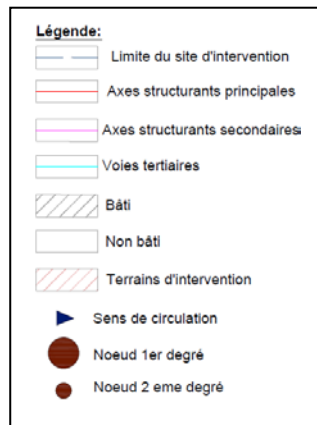 Légende:
Limite du site d'intervention
Axes structurants principales
Axes structurants secondaires
Voies tertiaires
Bâti
Non bâti
Terrains d'intervention
Sens de circulation
Noeud 1er degré
Noeud 2 eme degré